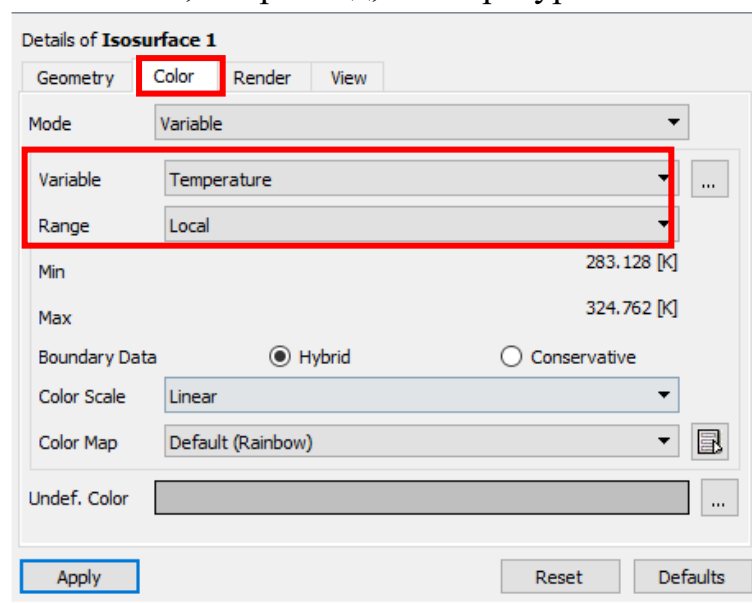 Details of Isosurface 1
Geometry Color Render View
Mode Variable
Variable Temperature ...
Range Local
Min 283.128 [K]
Max 324.762 [K]
Boundary Data Hybrid Conservative
Color Scale Linear
Color Map Default (Rainbow)
Undef. Color ...
Apply Reset Defaults